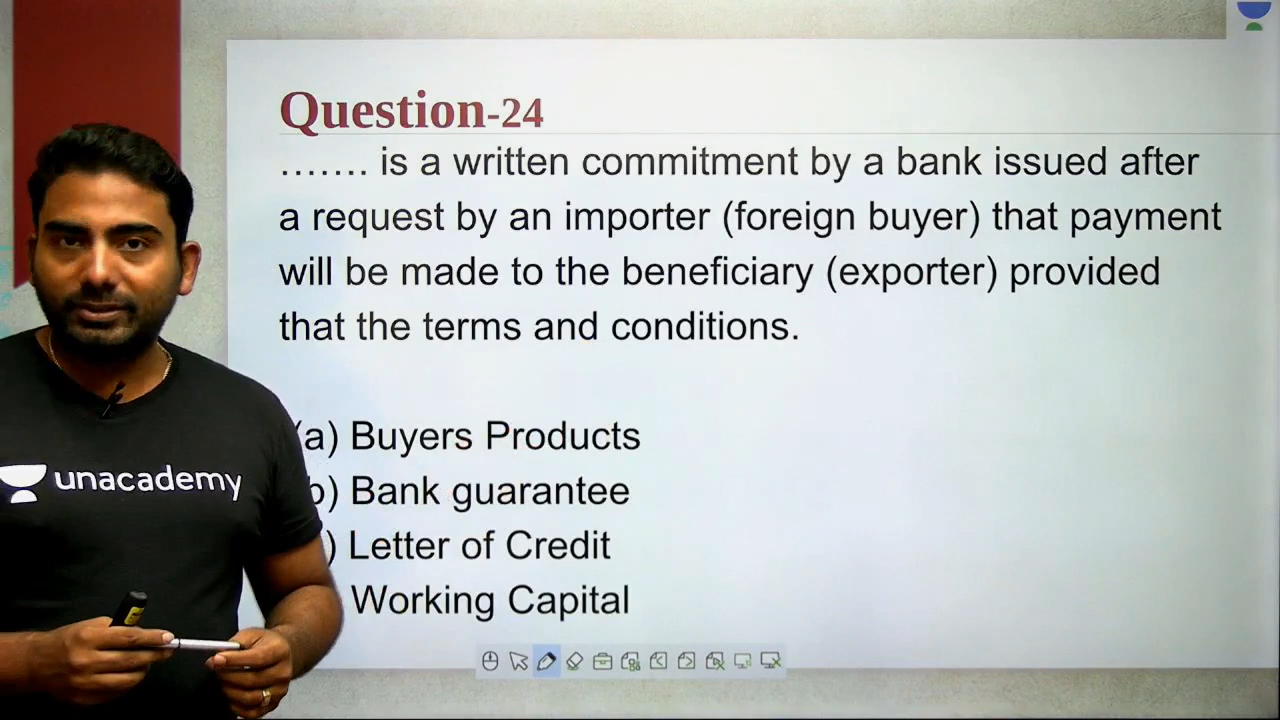 Question-24
....... is a written commitment by a bank issued after
a request by an importer (foreign buyer) that payment
will be made to the beneficiary (exporter) provided
that the terms and conditions.
(a) Buyers Products
b) Bank guarantee
) Letter of Credit
Working Capital
unacademy